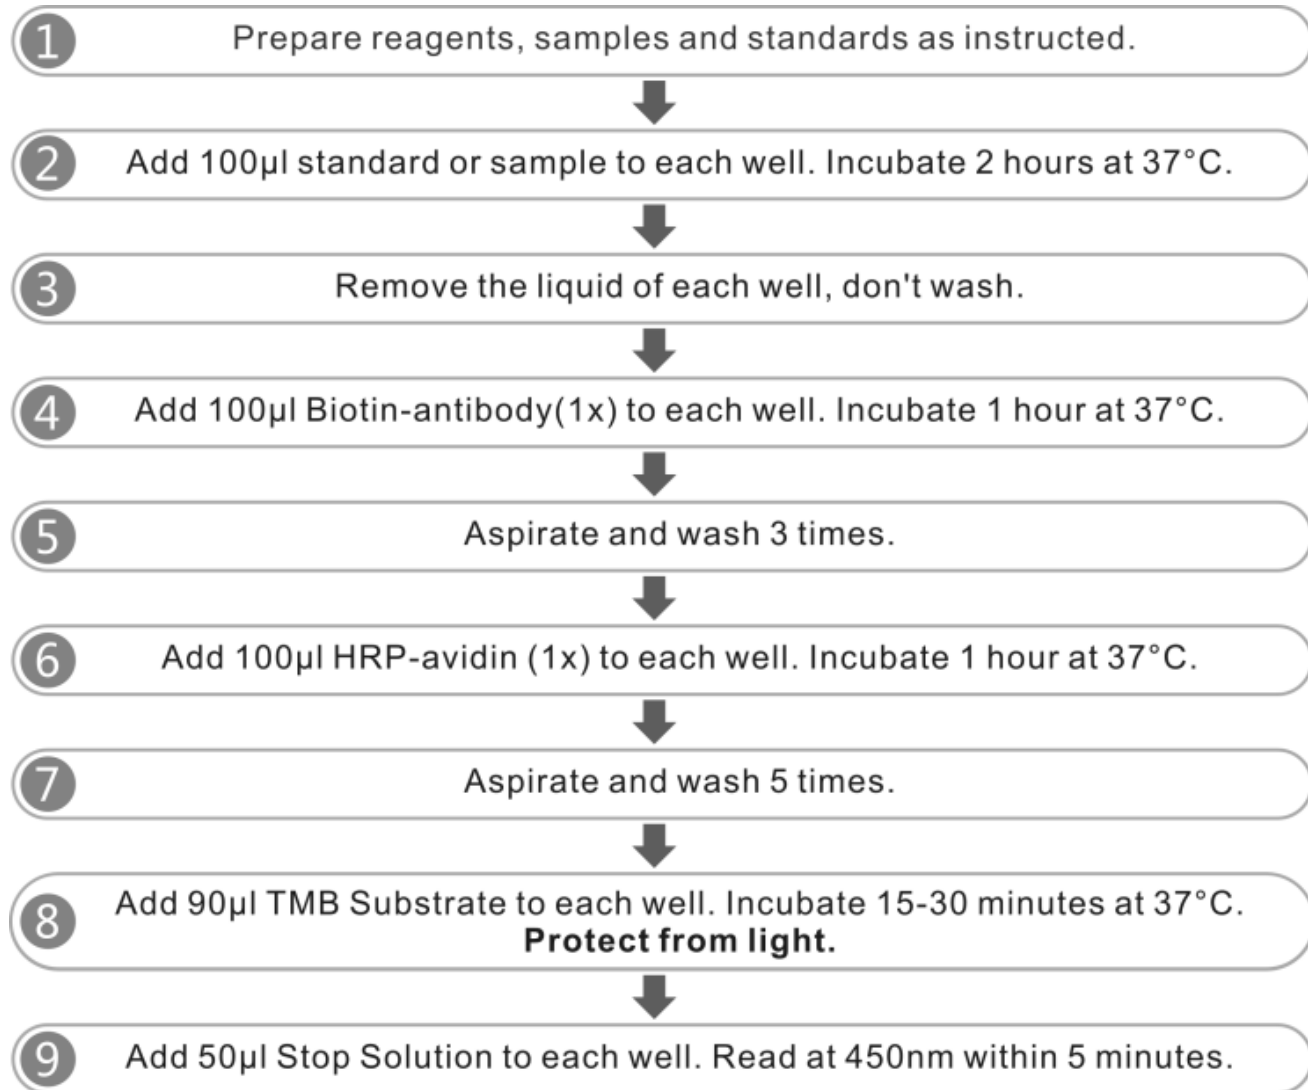 1 Prepare reagents, samples and standards as instructed.
2 Add 100µl standard or sample to each well. Incubate 2 hours at 37°C.
3 Remove the liquid of each well, don't wash.
4 Add 100µl Biotin-antibody(1x) to each well. Incubate 1 hour at 37°C.
5 Aspirate and wash 3 times.
6 Add 100µl HRP-avidin (1x) to each well. Incubate 1 hour at 37°C.
7 Aspirate and wash 5 times.
8 Add 90µl TMB Substrate to each well. Incubate 15-30 minutes at 37°C.
Protect from light.
9 Add 50µl Stop Solution to each well. Read at 450nm within 5 minutes.